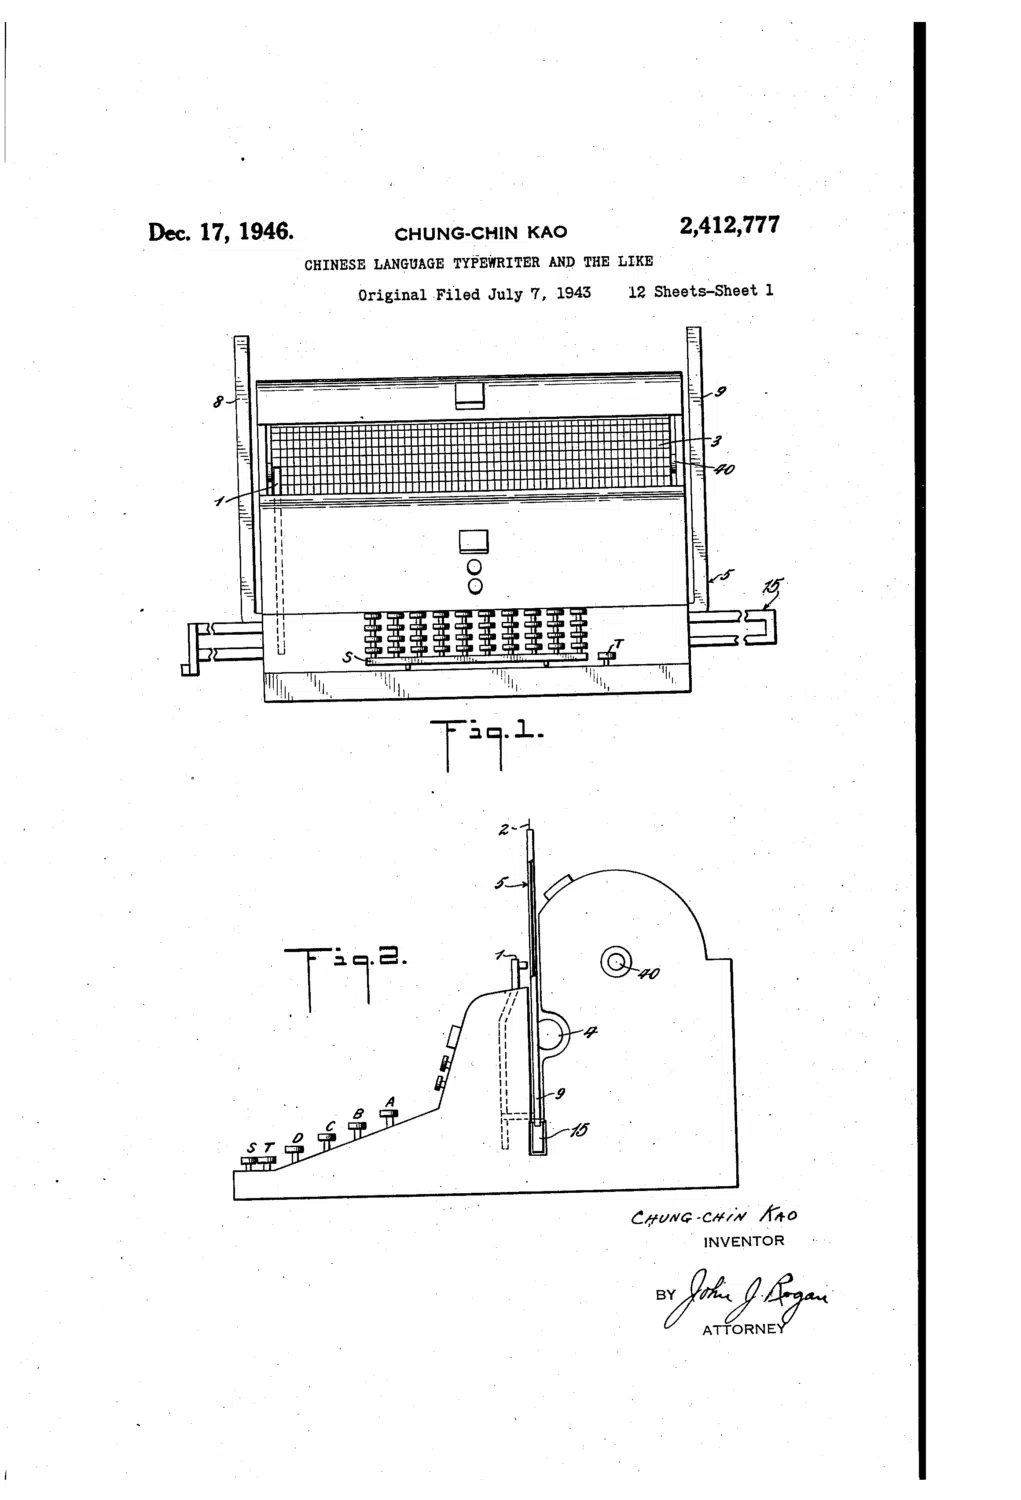 Dec. 17, 1946. CHUNG-CHIN KAO 2,412,777
CHINESE LANGUAGE TYPEWRITER AND THE LIKE
Original Filed July 7, 1943 12 Sheets-Sheet 1
8
9
3
40
1
5
15
S
T
Fig.1.
2
5
Fig.2.
1
40
4
9
15
A
B
C
D
S T
CHUNG-CHIN KAO
INVENTOR
BY John J. Rogan
ATTORNEY